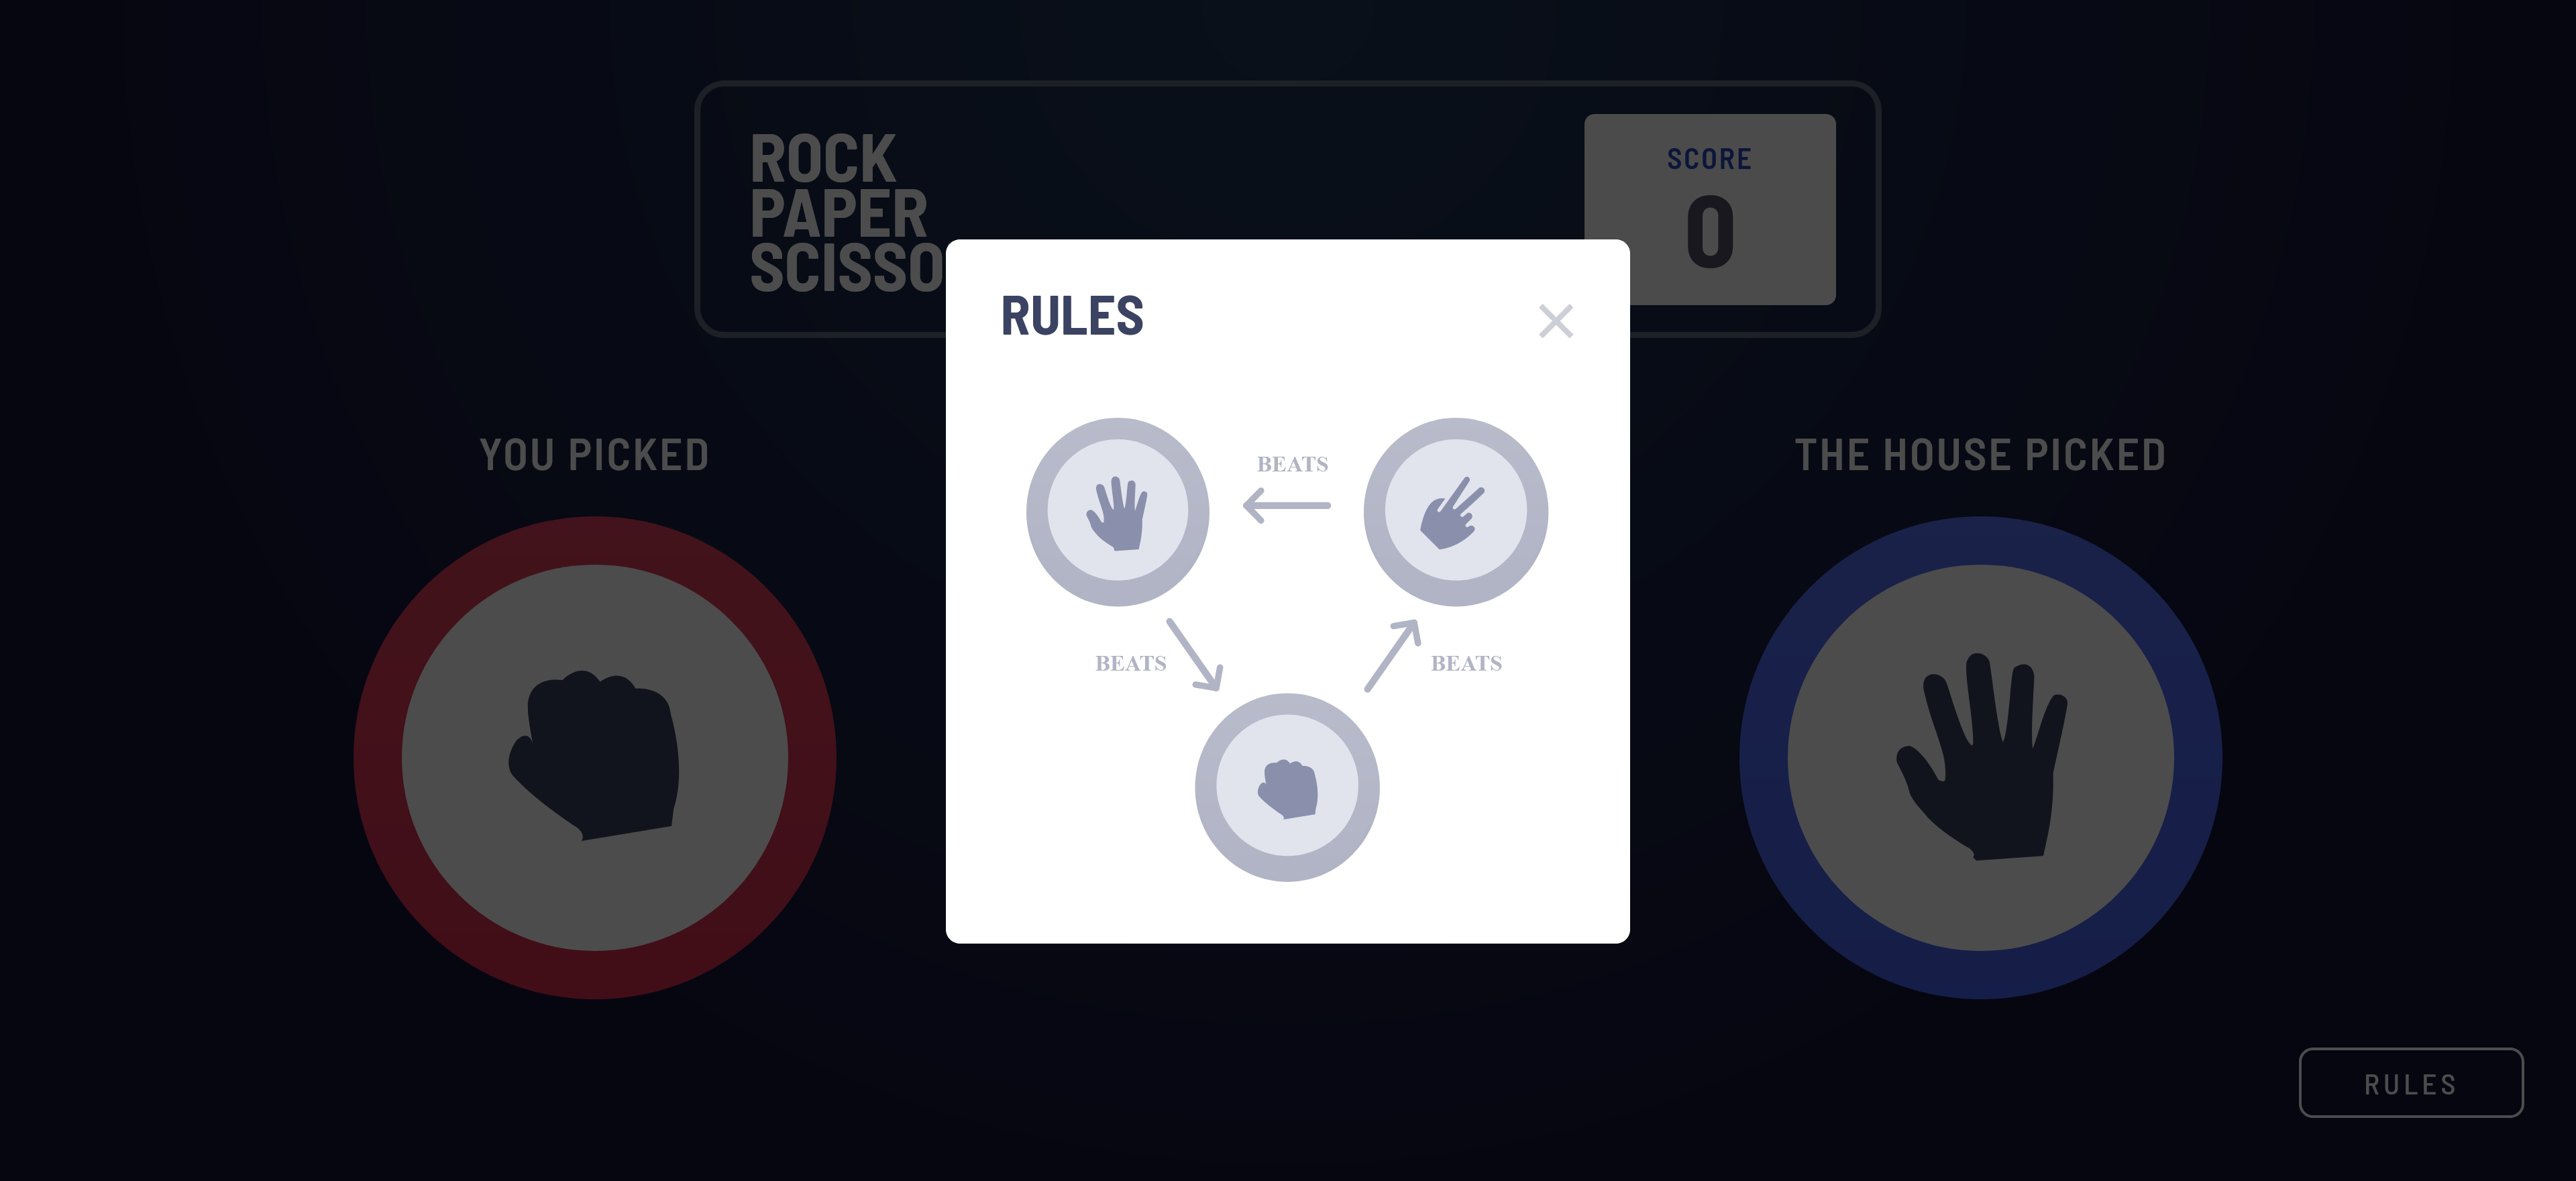 ROCK
PAPER
SCISSO
SCORE
0
RULES
BEATS
YOU PICKED
THE HOUSE PICKED
BEATS
BEATS
RULES